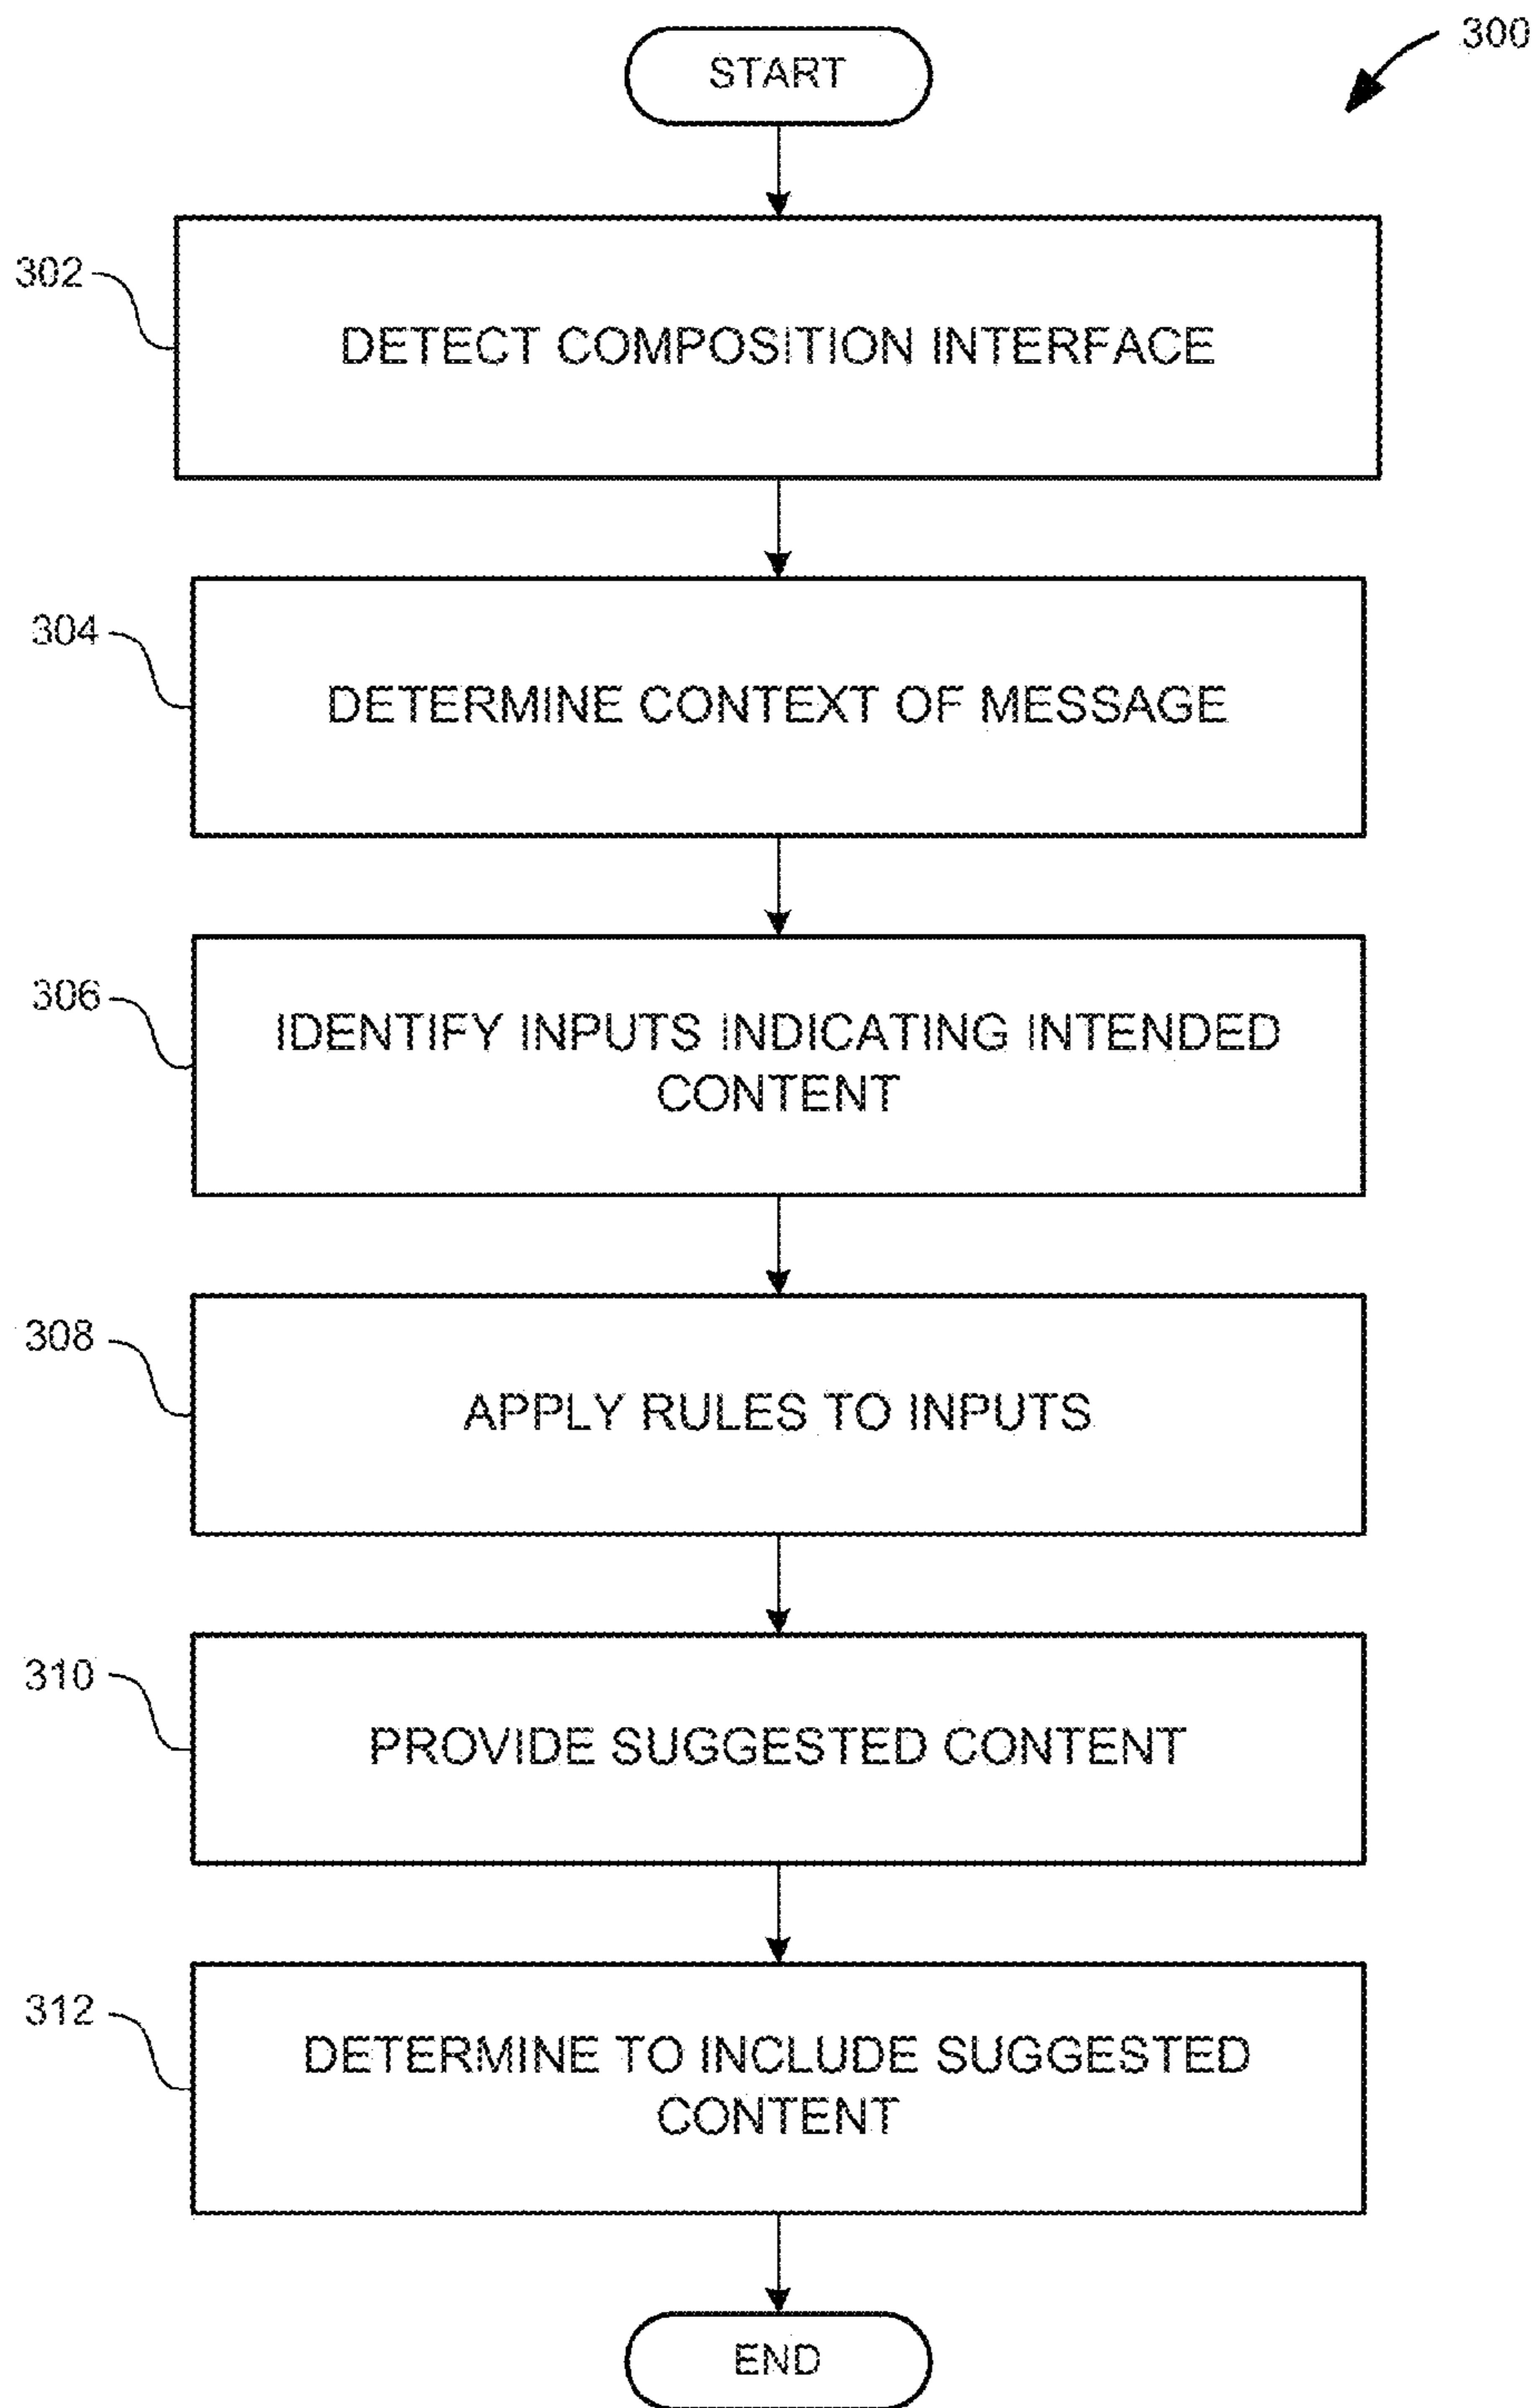 300
START
302
DETECT COMPOSITION INTERFACE
304
DETERMINE CONTEXT OF MESSAGE
306
IDENTIFY INPUTS INDICATING INTENDED
CONTENT
308
APPLY RULES TO INPUTS
310
PROVIDE SUGGESTED CONTENT
312
DETERMINE TO INCLUDE SUGGESTED
CONTENT
END